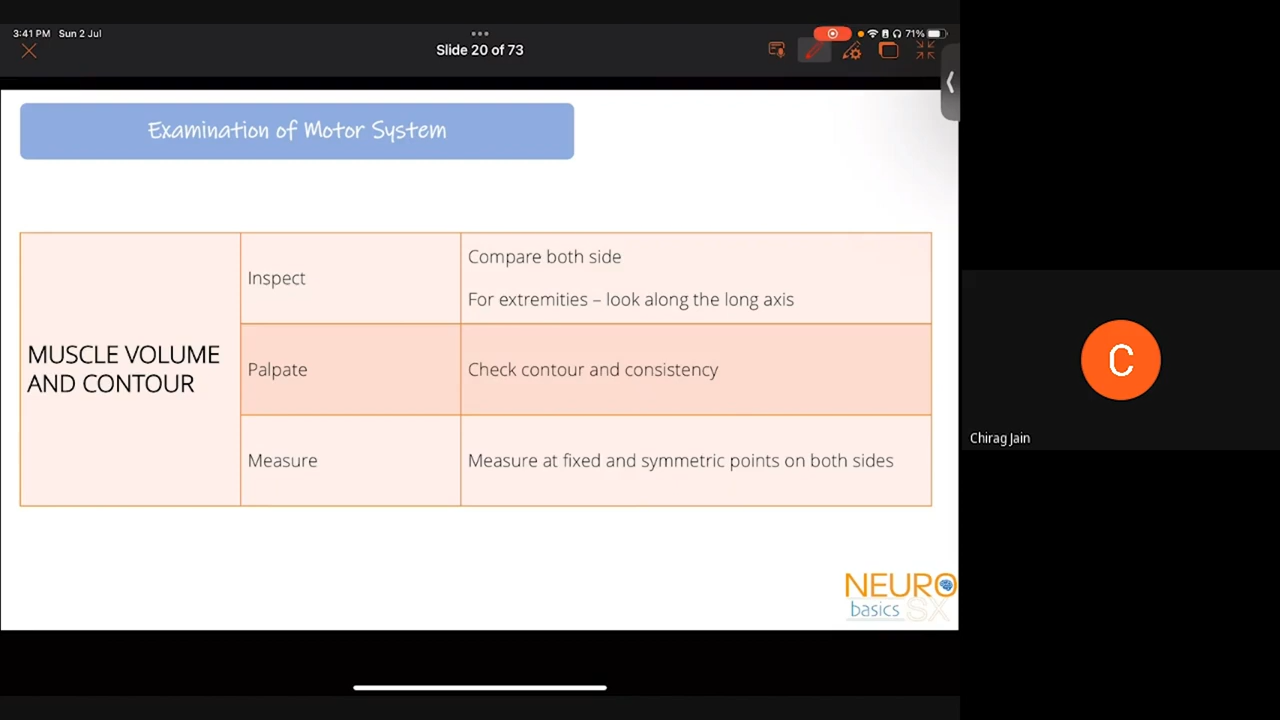 3:41 PM Sun 2 Jul
71%
Slide 20 of 73
Examination of Motor System
MUSCLE VOLUME
AND CONTOUR
Inspect
Compare both side
For extremities – look along the long axis
Palpate
Check contour and consistency
Measure
Measure at fixed and symmetric points on both sides
NEURO
basics SX
C
Chirag Jain